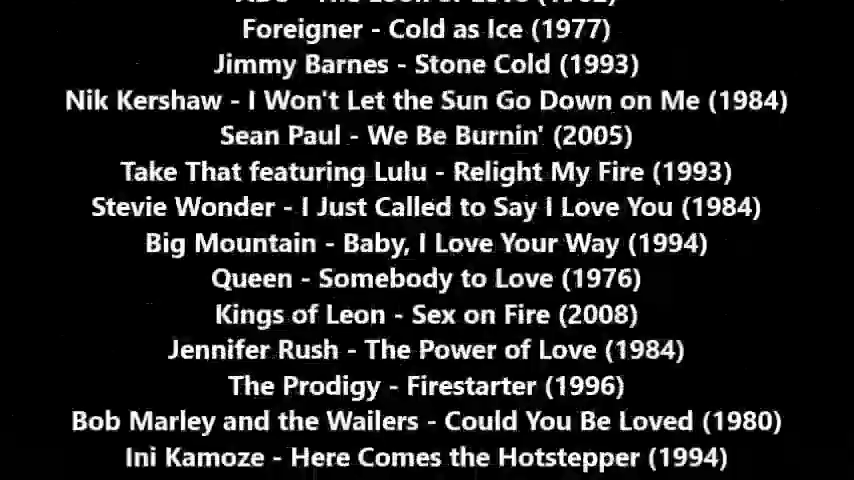 Foreigner - Cold as Ice (1977)
Jimmy Barnes - Stone Cold (1993)
Nik Kershaw - I Won't Let the Sun Go Down on Me (1984)
Sean Paul - We Be Burnin' (2005)
Take That featuring Lulu - Relight My Fire (1993)
Stevie Wonder - I Just Called to Say I Love You (1984)
Big Mountain - Baby, I Love Your Way (1994)
Queen - Somebody to Love (1976)
Kings of Leon - Sex on Fire (2008)
Jennifer Rush - The Power of Love (1984)
The Prodigy - Firestarter (1996)
Bob Marley and the Wailers - Could You Be Loved (1980)
Ini Kamoze - Here Comes the Hotstepper (1994)